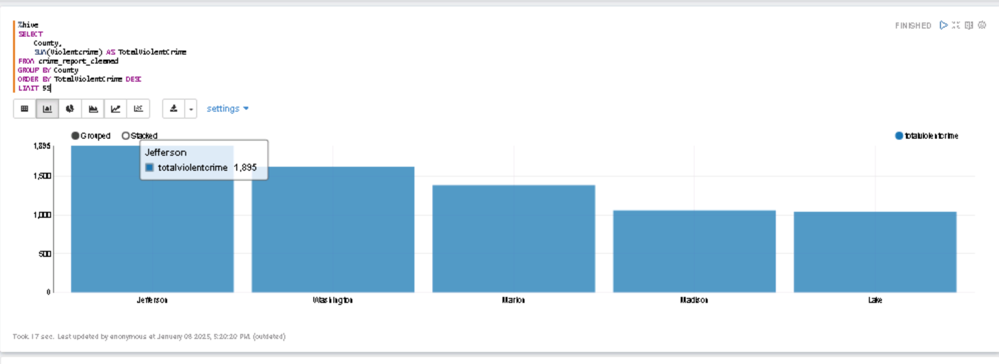 %hive
SELECT
County,
SUM(Violentcrime) AS TotalViolentCrime
FROM crime_report_cleaned
GROUP BY County
ORDER BY TotalViolentCrime DESC
LIMIT
FINISHED
settings
Grouped Stacked
totalviolentcrime
Jefferson
totalviolentcrime 1,895
1,895
1,500
1,000
500
0
Jefferson Washington Marion Madison Lake
Took 17 sec. Last updated by anonymous at January 08 2025, 5:20:20 PM. (outdated)